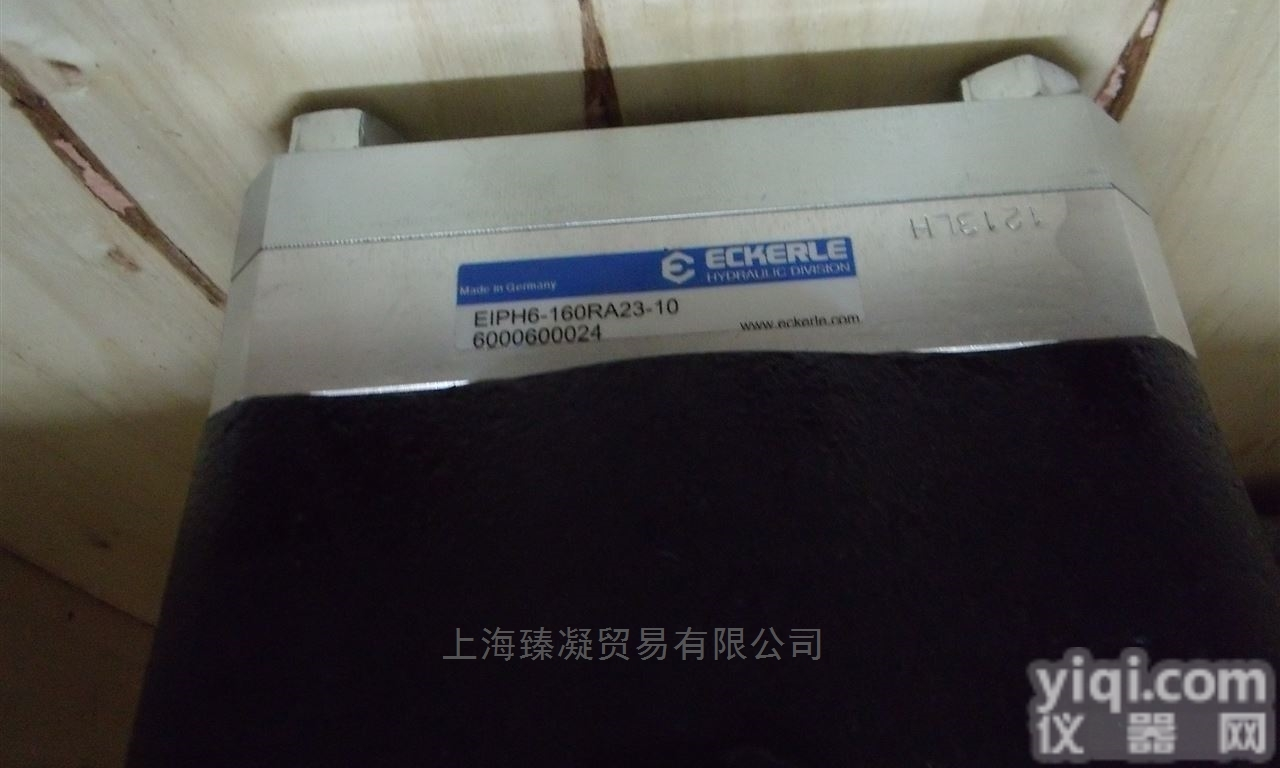 1213LH
ECKERLE
HYDRAULIC DIVISION
Made in Germany
EIPH6-160RA23-10
6000600024
www.eckerle.com
上海臻凝贸易有限公司
yiqi.com
仪器网